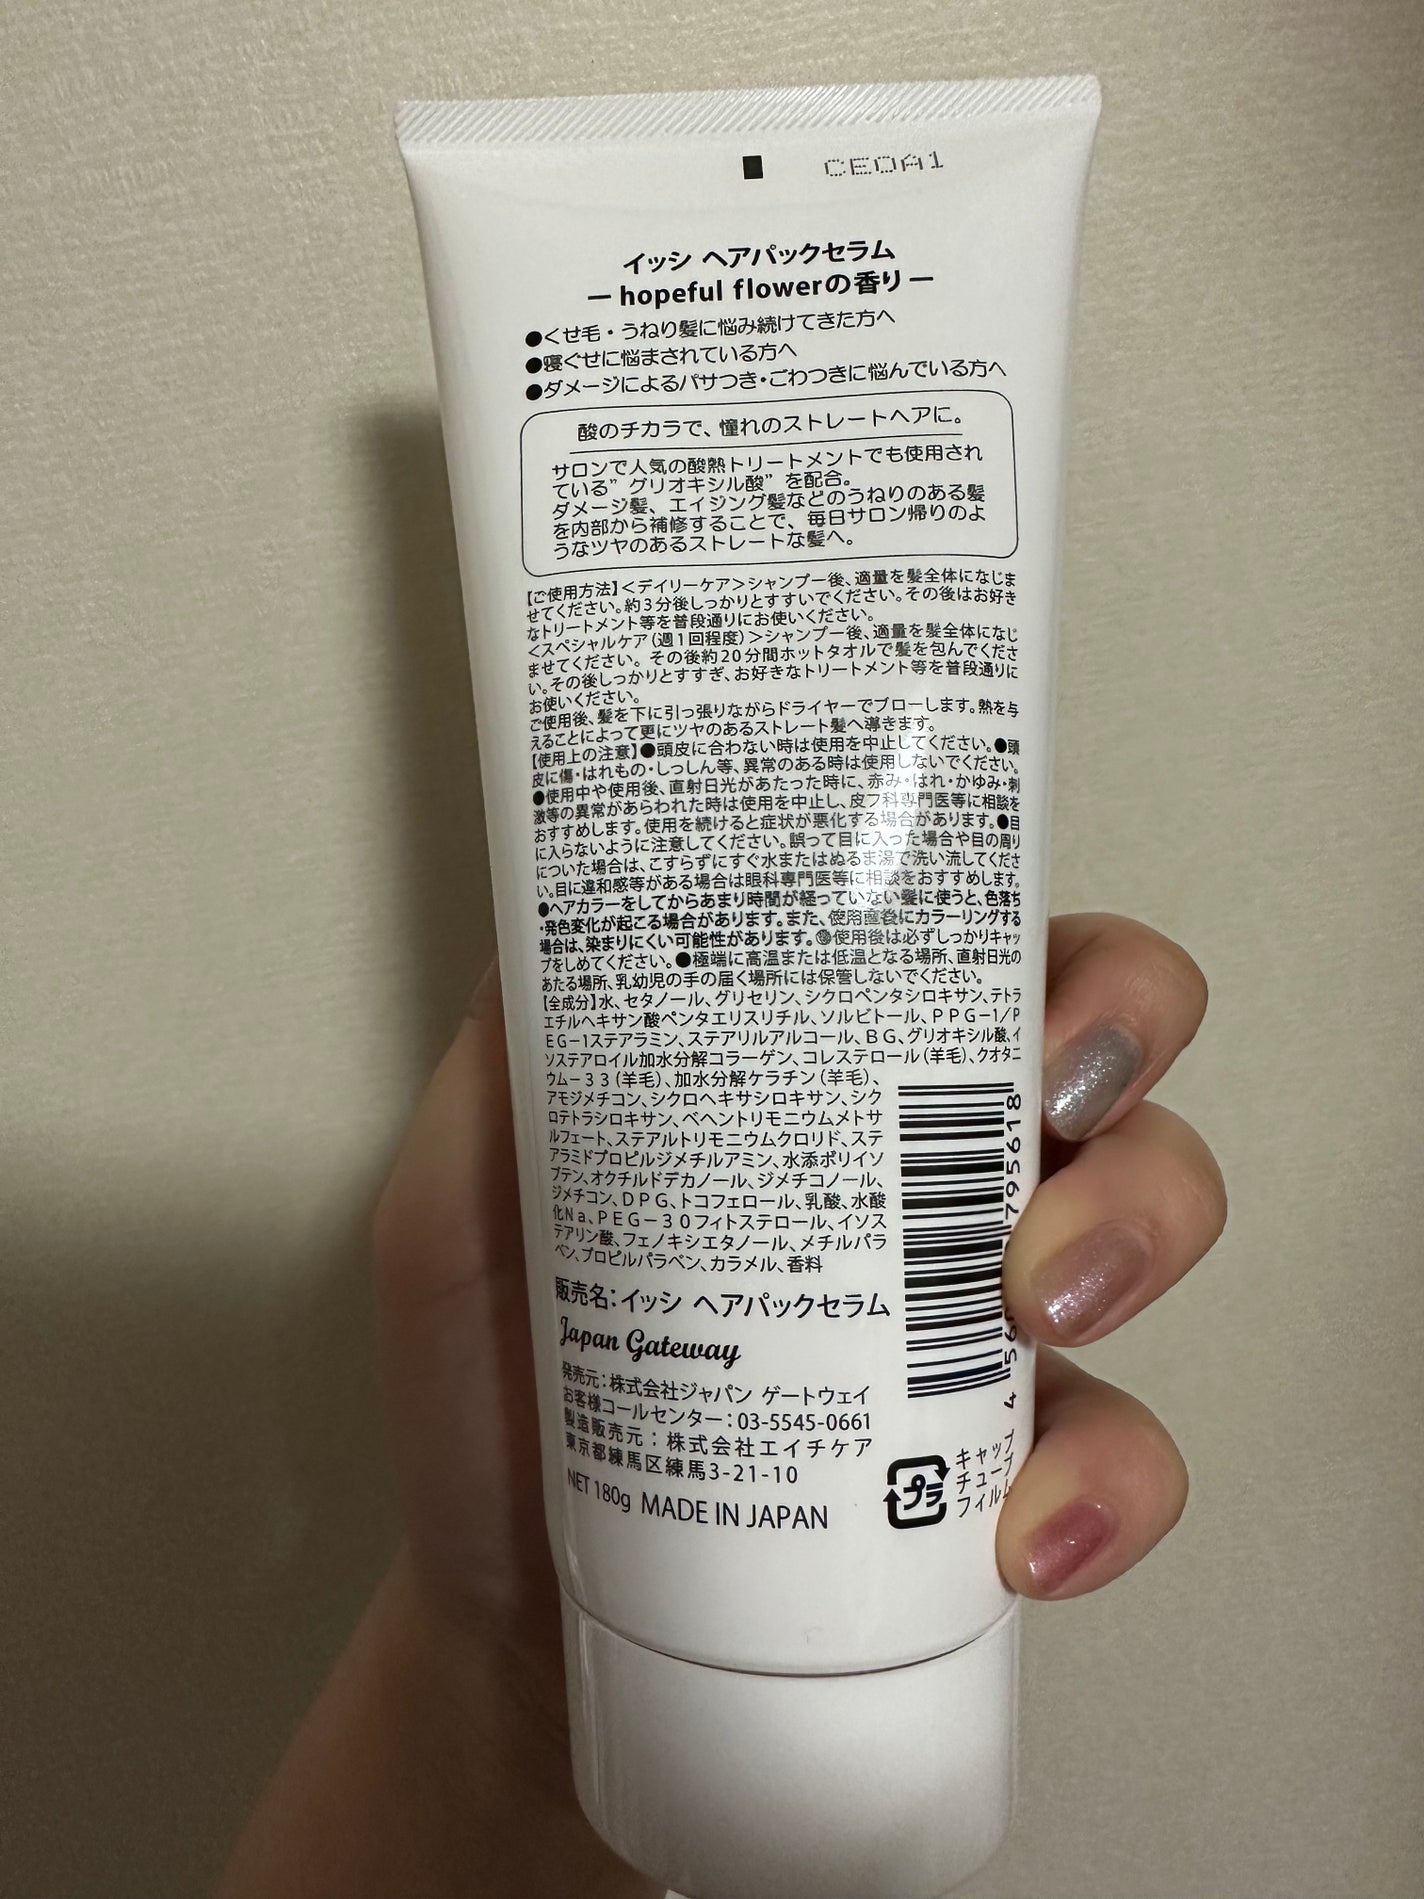 CEOA1
イッシ ヘアパックセラム
― hopeful flowerの香り ―
●くせ毛・うねり髪に悩み続けてきた方へ
●寝ぐせに悩まされている方へ
●ダメージによるパサつき・ごわつきに悩んでいる方へ
酸のチカラで、憧れのストレートヘアに。
サロンで人気の酸熱トリートメントでも使用され
ている”グリオキシル酸”を配合。
ダメージ髪、エイジング髪などのうねりのある髪
を内部から補修することで、毎日サロン帰りのよ
うなツヤのあるストレートな髪へ。
【ご使用方法】＜デイリーケア＞シャンプー後、適量を髪全体になじま
せてください。約3分後しっかりとすすいでください。その後はお好き
なトリートメント等を普段通りにお使いください。
＜スペシャルケア（週1回程度）＞シャンプー後、適量を髪全体になじ
ませてください。その後約20分間ホットタオルで髪を包んでくださ
い。その後しっかりとすすぎ、お好きなトリートメント等を普段通りに
お使いください。
ご使用後、髪を下に引っ張りながらドライヤーでブローします。熱を与
えることによって更にツヤのあるストレート髪へ導きます。
【使用上の注意】●頭皮に合わない時は使用を中止してください。●頭
皮に傷・はれもの・しっしん等、異常のある時は使用しないでください。
●使用中や使用後、直射日光があたった時に、赤み・はれ・かゆみ・刺
激等の異常があらわれた時は使用を中止し、皮フ科専門医等に相談を
おすすめします。使用を続けると症状が悪化する場合があります。●目
に入らないように注意してください。誤って目に入った場合や目の周り
についた場合は、こすらずにすぐ水またはぬるま湯で洗い流してくださ
い。目に違和感等がある場合は眼科専門医等に相談をおすすめします。
●ヘアカラーをしてからあまり時間が経っていない髪に使うと、色落ち
・発色変化が起こる場合があります。また、使用直後にカラーリングする
場合は、染まりにくい可能性があります。●使用後は必ずしっかりキャッ
プをしめてください。●極端に高温または低温となる場所、直射日光の
あたる場所、乳幼児の手の届く場所には保管しないでください。
【全成分】水、セタノール、グリセリン、シクロペンタシロキサン、テトラ
エチルヘキサン酸ペンタエリスリチル、ソルビトール、PPG－1/P
EG－1ステアラミン、ステアリルアルコール、BG、グリオキシル酸、イ
ソステアロイル加水分解コラーゲン、コレステロール（羊毛）、クオタニ
ウム－33（羊毛）、加水分解ケラチン（羊毛）、
アモジメチコン、シクロヘキサシロキサン、シク
ロテトラシロキサン、ベヘントリモニウムメトサ
ルフェート、ステアルトリモニウムクロリド、ステ
アラミドプロピルジメチルアミン、水添ポリイソ
ブテン、オクチルドデカノール、ジメチコノール、
ジメチコン、DPG、トコフェロール、乳酸、水酸
化Na、PEG－30フィトステロール、イソス
テアリン酸、フェノキシエタノール、メチルパラ
ベン、プロピルパラベン、カラメル、香料
販売名：イッシ ヘアパックセラム
Japan Gateway
発売元：株式会社ジャパン ゲートウェイ
お客様コールセンター：03-5545-0661
製造販売元：株式会社エイチケア
東京都練馬区練馬3-21-10
NET 180g MADE IN JAPAN
4 56 795618
プラ
キャップ
チューブ
フィルム